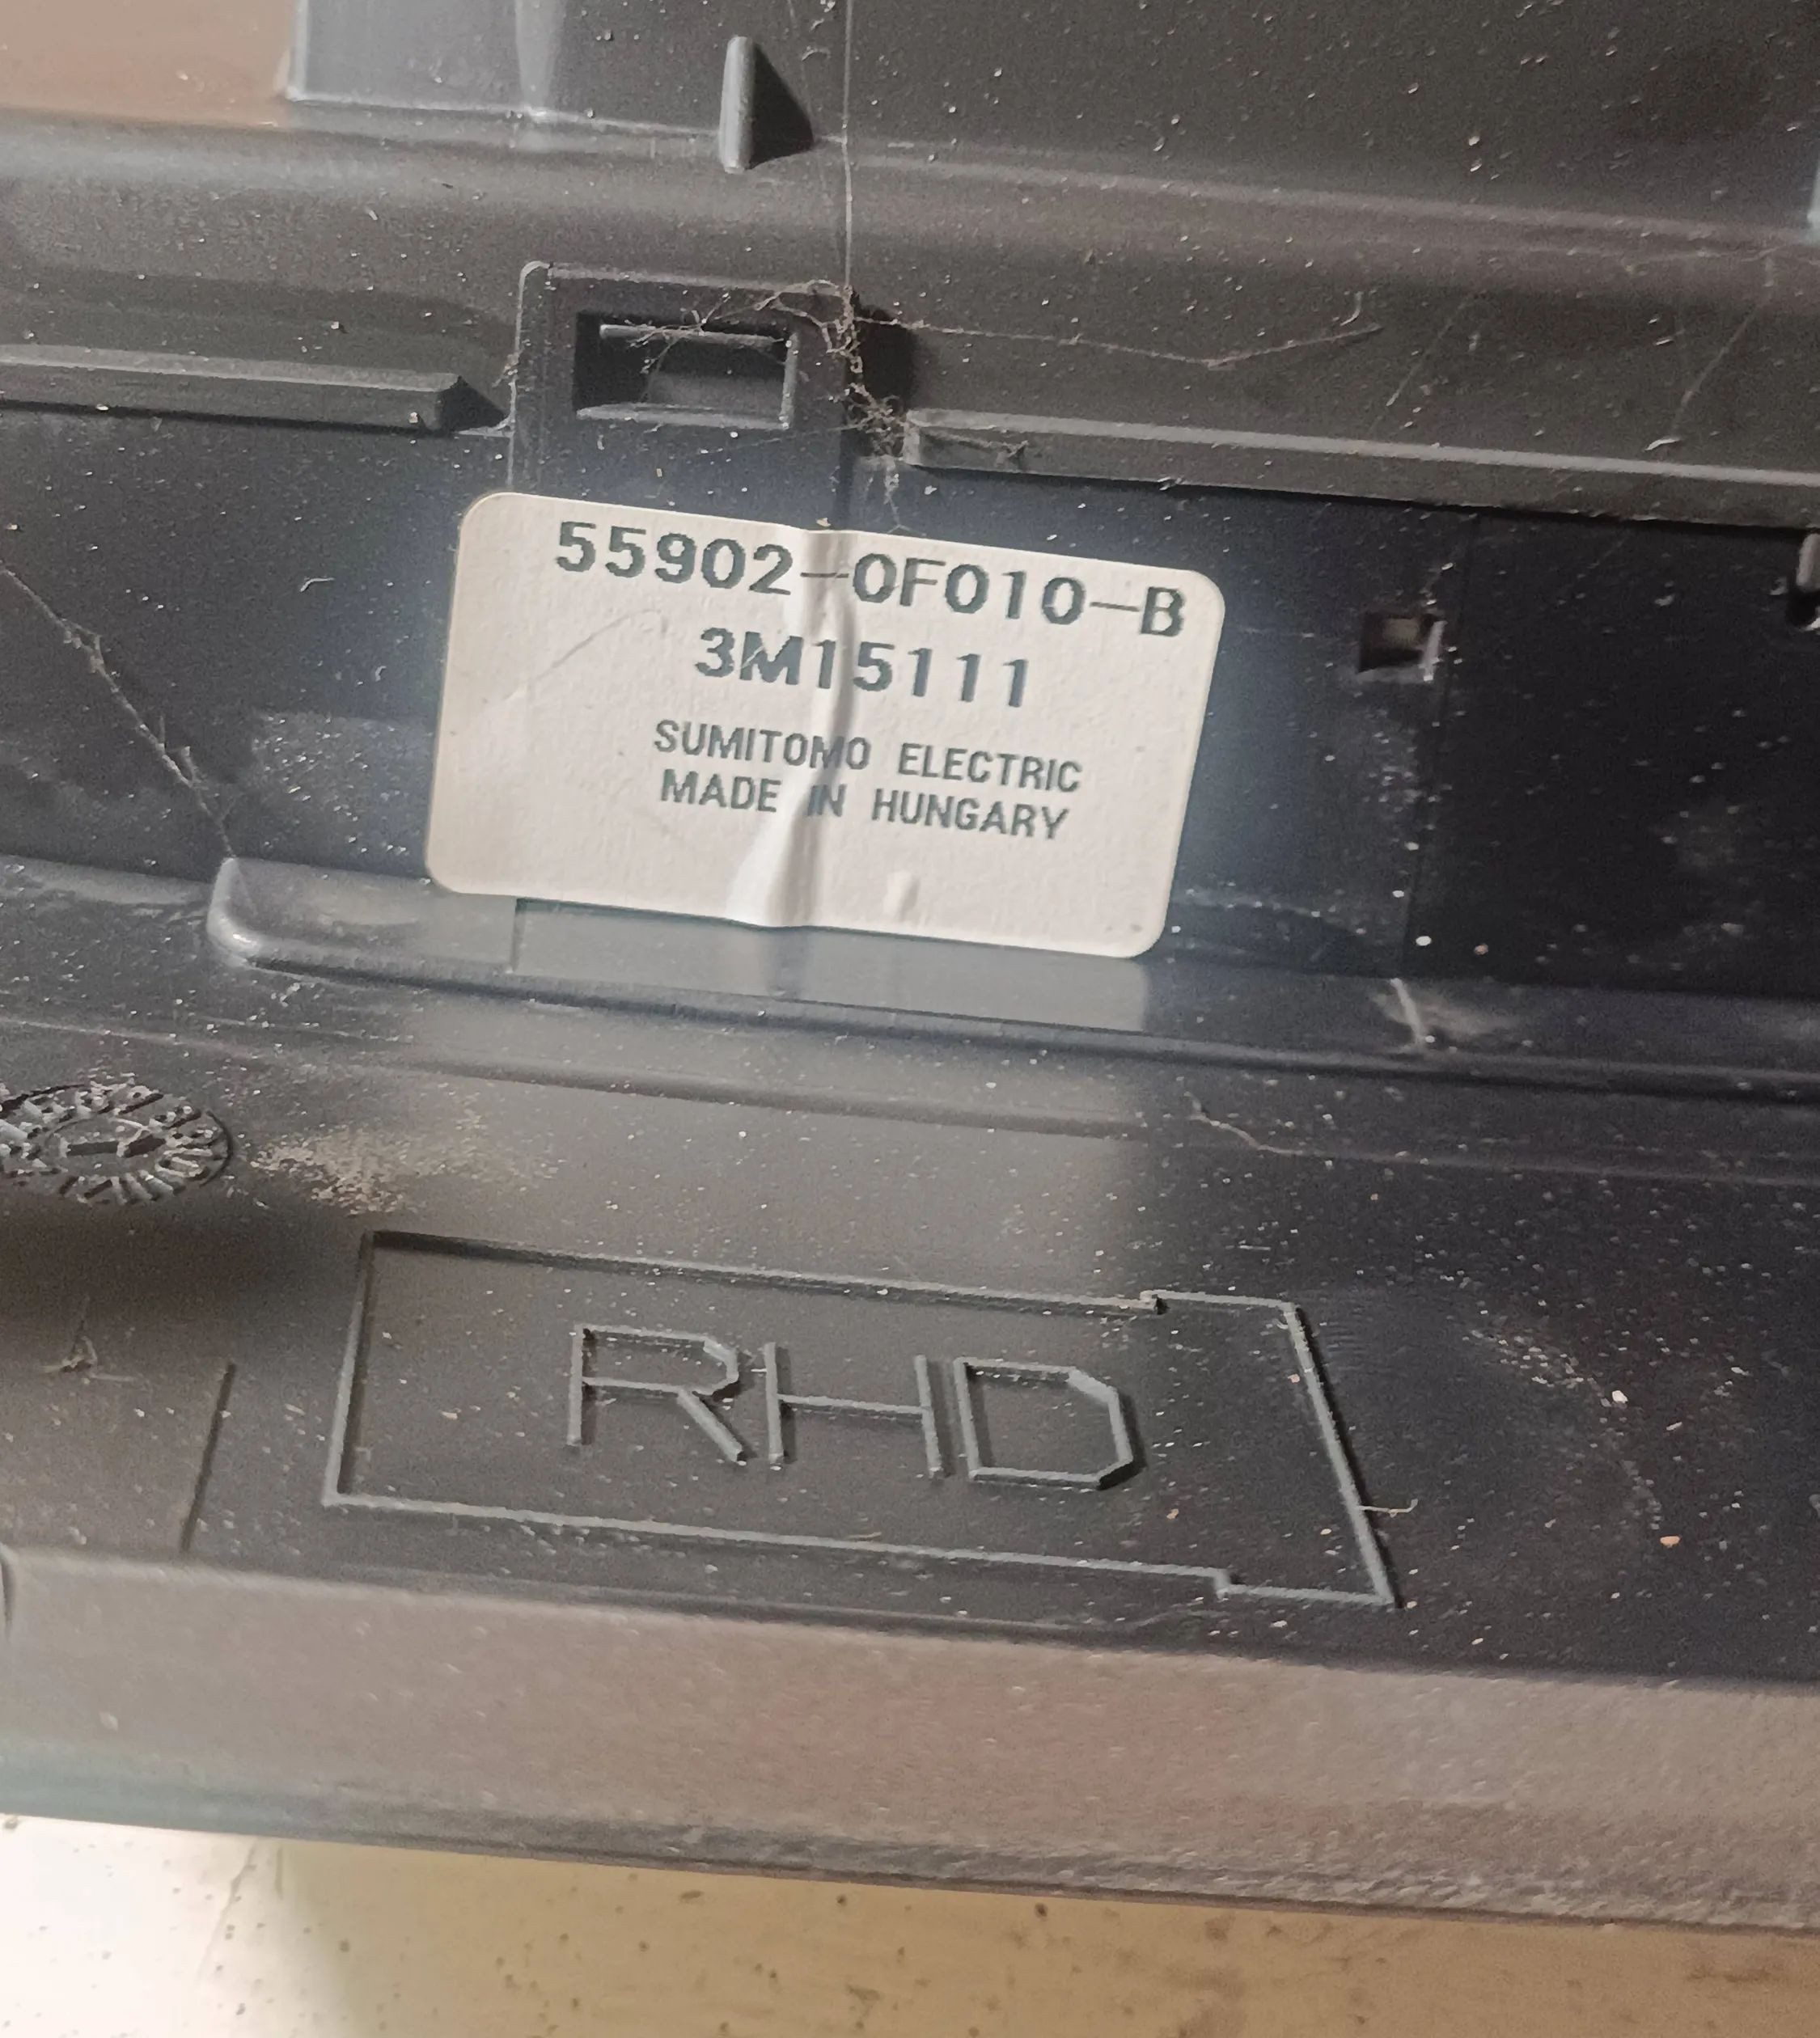 55902-0F010-B
3M15111
SUMITOMO ELECTRIC
MADE IN HUNGARY
RHD